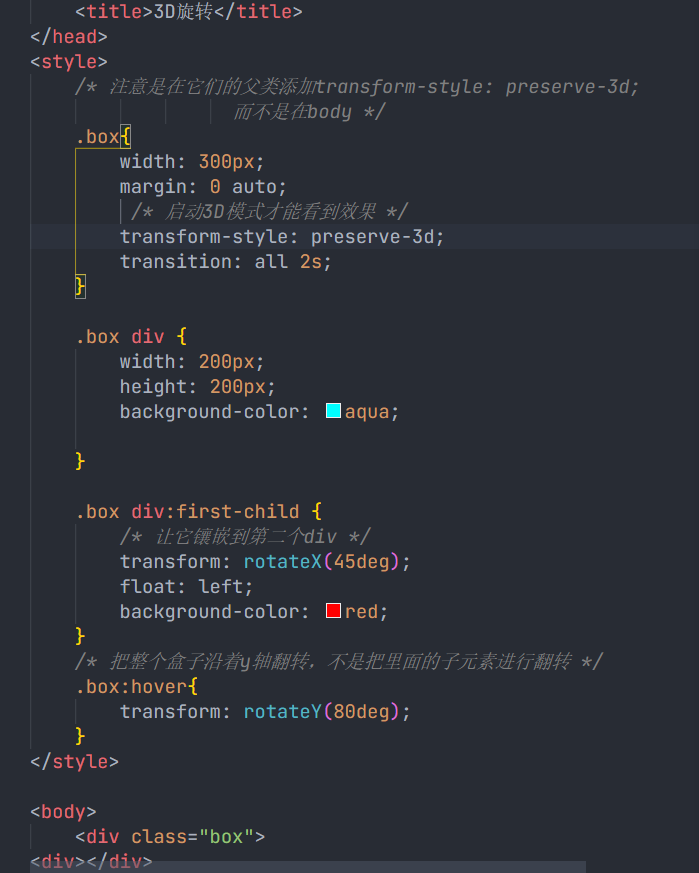 <title>3D旋转</title>
</head>
<style>
/* 注意是在它们的父类添加transform-style: preserve-3d;
而不是在body */
.box{
width: 300px;
margin: 0 auto;
/* 启动3D模式才能看到效果 */
transform-style: preserve-3d;
transition: all 2s;
}
.box div {
width: 200px;
height: 200px;
background-color: aqua;
}
.box div:first-child {
/* 让它镶嵌到第二个div */
transform: rotateX(45deg);
float: left;
background-color: red;
}
/* 把整个盒子沿着y轴翻转，不是把里面的子元素进行翻转 */
.box:hover{
transform: rotateY(80deg);
}
</style>
<body>
<div class="box">
<div></div>